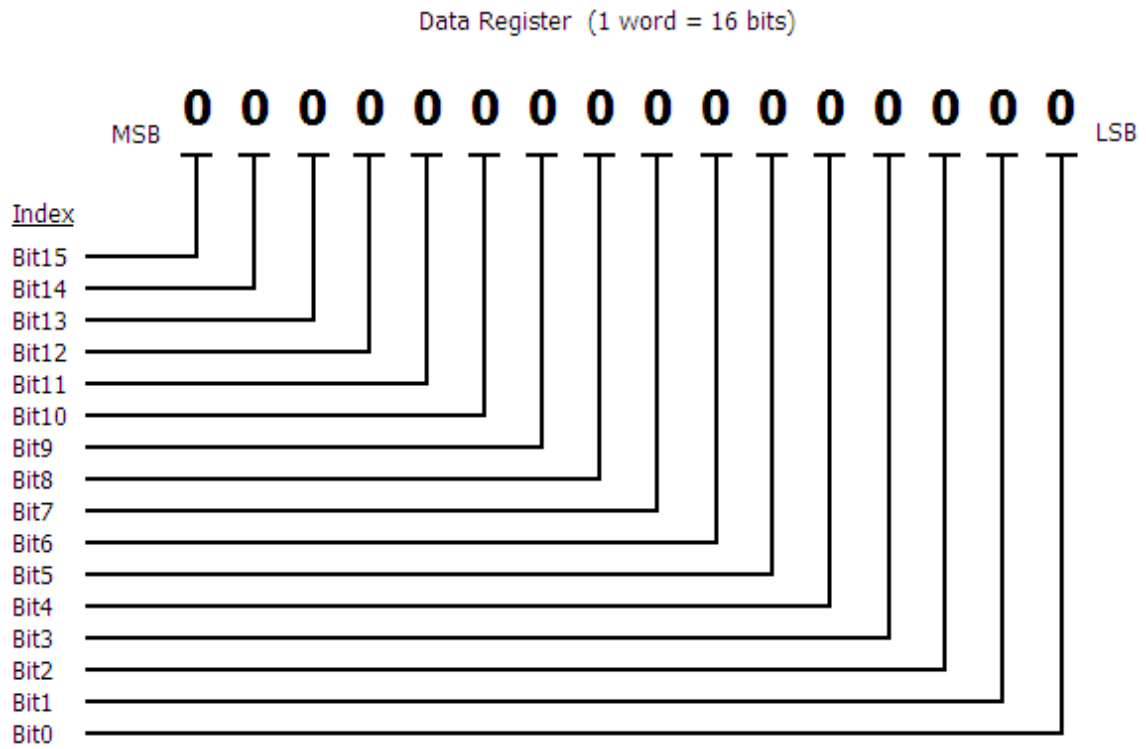 Data Register (1 word = 16 bits)
MSB 0 0 0 0 0 0 0 0 0 0 0 0 0 0 0 0 LSB
Index
Bit15
Bit14
Bit13
Bit12
Bit11
Bit10
Bit9
Bit8
Bit7
Bit6
Bit5
Bit4
Bit3
Bit2
Bit1
Bit0